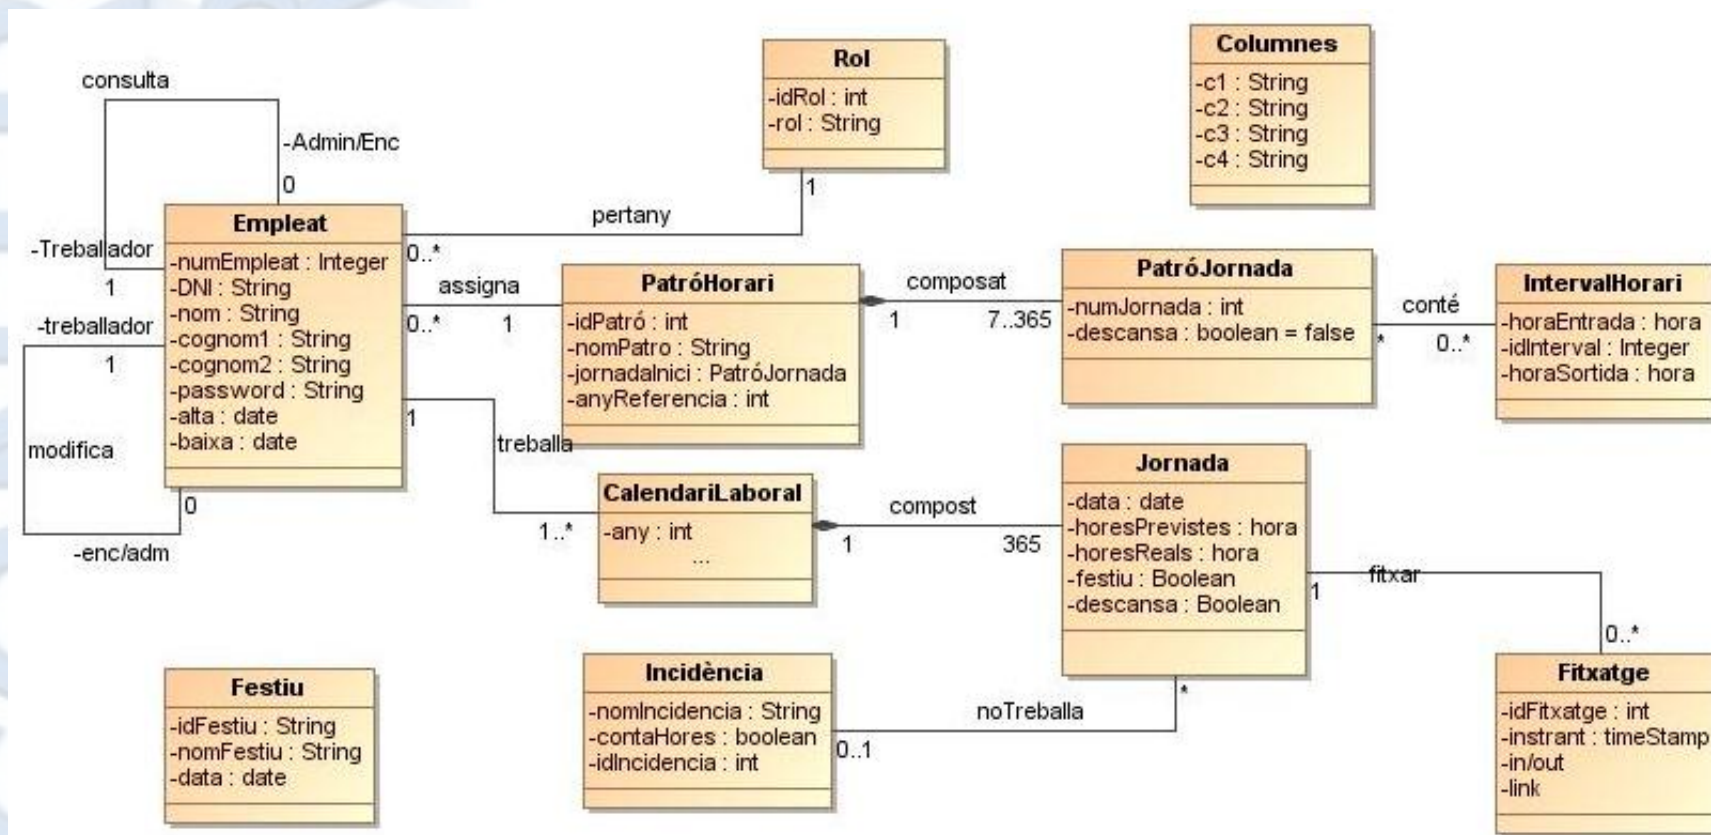 consulta
-Admin/Enc
0
-Treballador
1
-treballador
1
modifica
0
-enc/adm
Empleat
-numEmpleat : Integer
-DNI : String
-nom : String
-cognom1 : String
-cognom2 : String
-password : String
-alta : date
-baixa : date
Rol
-idRol : int
-rol : String
1
pertany
0..*
Columnes
-c1 : String
-c2 : String
-c3 : String
-c4 : String
assigna
0..*
1
PatróHorari
-idPatró : int
-nomPatro : String
-jornadaInici : PatróJornada
-anyReferencia : int
composat
1
7..365
PatróJornada
-numJornada : int
-descansa : boolean = false
conté
*
0..*
IntervalHorari
-horaEntrada : hora
-idInterval : Integer
-horaSortida : hora
1
treballa
1..*
CalendariLaboral
-any : int
...
compost
1
365
Jornada
-data : date
-horesPrevistes : hora
-horesReals : hora
-festiu : Boolean
-descansa : Boolean
fitxar
1
0..*
Fitxatge
-idFitxatge : int
-instrant : timeStamp
-in/out
-link
Festiu
-idFestiu : String
-nomFestiu : String
-data : date
Incidència
-nomIncidencia : String
-contaHores : boolean
-idIncidencia : int
noTreballa
0..1
*